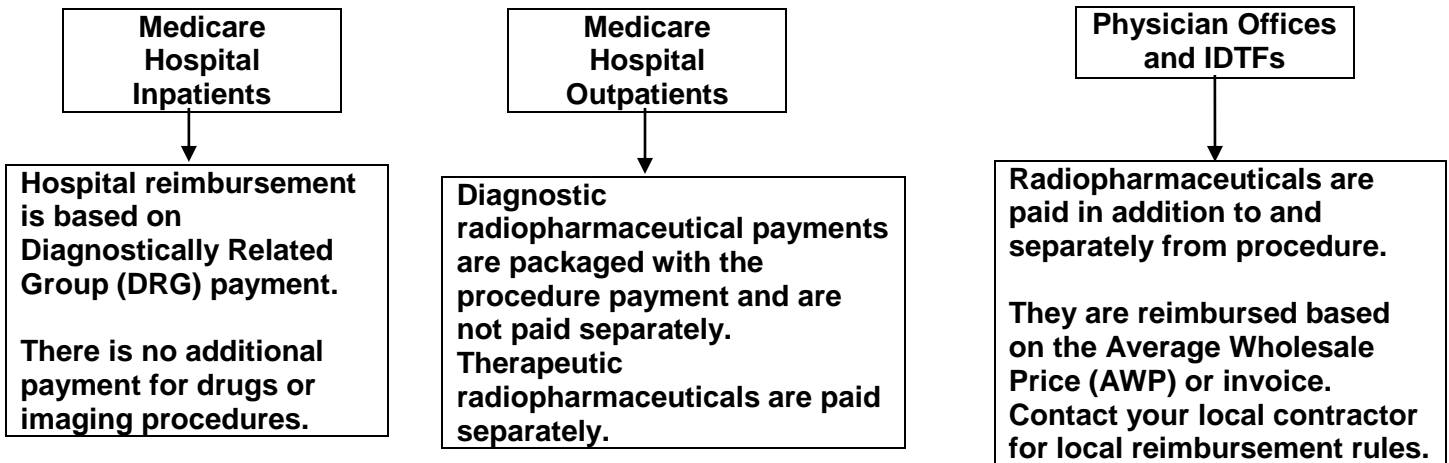 Medicare
Hospital
Inpatients
Hospital reimbursement
is based on
Diagnostically Related
Group (DRG) payment.
There is no additional
payment for drugs or
imaging procedures.
Medicare
Hospital
Outpatients
Diagnostic
radiopharmaceutical payments
are packaged with the
procedure payment and are
not paid separately.
Therapeutic
radiopharmaceuticals are paid
separately.
Physician Offices
and IDTFs
Radiopharmaceuticals are
paid in addition to and
separately from procedure.
They are reimbursed based
on the Average Wholesale
Price (AWP) or invoice.
Contact your local contractor
for local reimbursement rules.